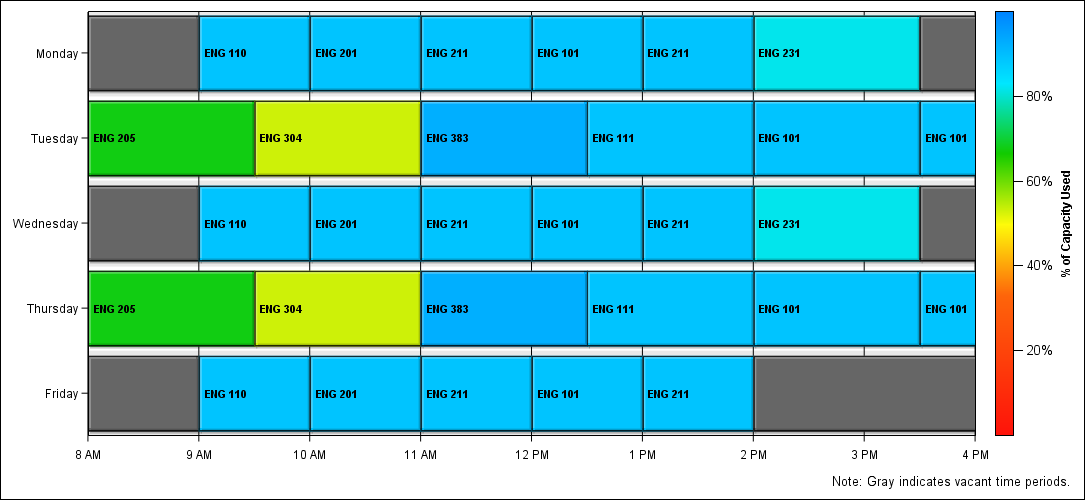 Monday ENG 110 ENG 201 ENG 211 ENG 101 ENG 211 ENG 231
80%
Tuesday ENG 205 ENG 304 ENG 383 ENG 111 ENG 101 ENG 101
60%
Wednesday ENG 110 ENG 201 ENG 211 ENG 101 ENG 211 ENG 231
% of Capacity Used
40%
Thursday ENG 205 ENG 304 ENG 383 ENG 111 ENG 101 ENG 101
20%
Friday ENG 110 ENG 201 ENG 211 ENG 101 ENG 211
8 AM 9 AM 10 AM 11 AM 12 PM 1 PM 2 PM 3 PM 4 PM
Note: Gray indicates vacant time periods.